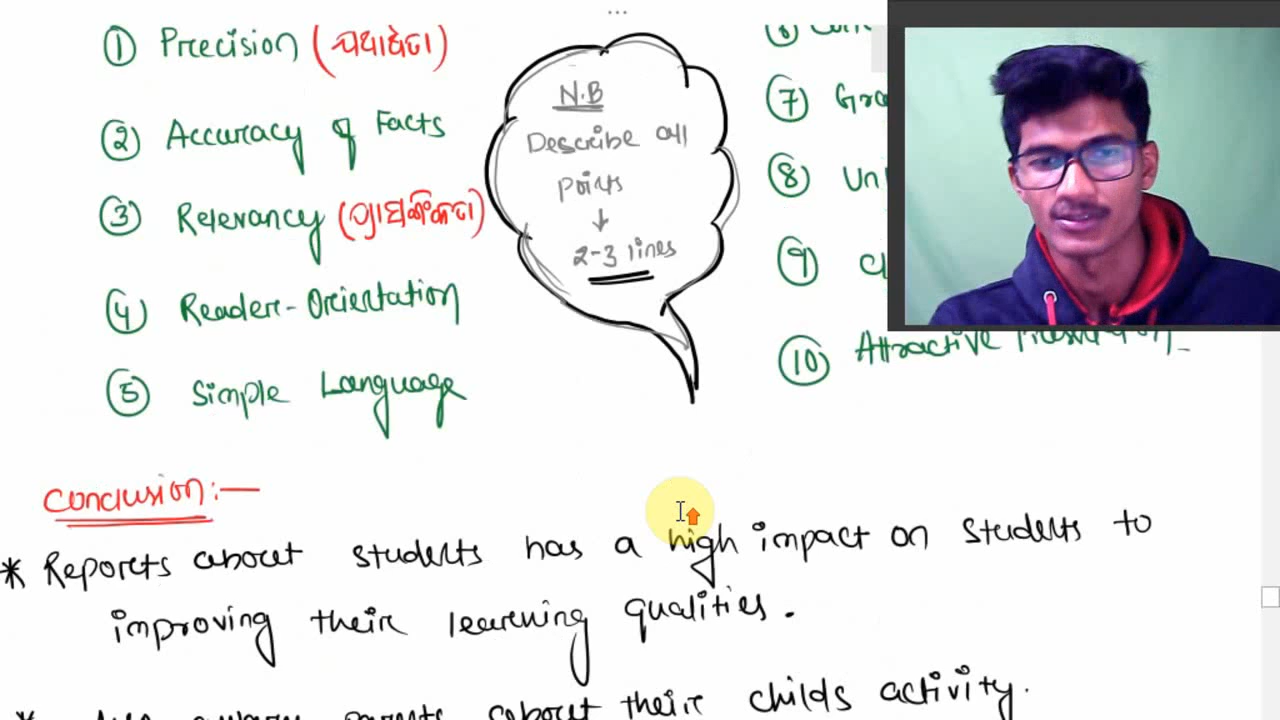 ① Precision (ଯଥାର୍ଥତା)
② Accuracy of Facts
③ Relevancy (ପ୍ରାସଙ୍ଗିକତା)
④ Reader-Orientation
⑤ Simple Language
N.B
Describe all
points
↓
2-3 lines
⑦
⑧
⑨
⑩ Attractive
Conclusion:-
* Reports about students has a high impact on students to
improving their learning qualities.
parents about their childs activity.